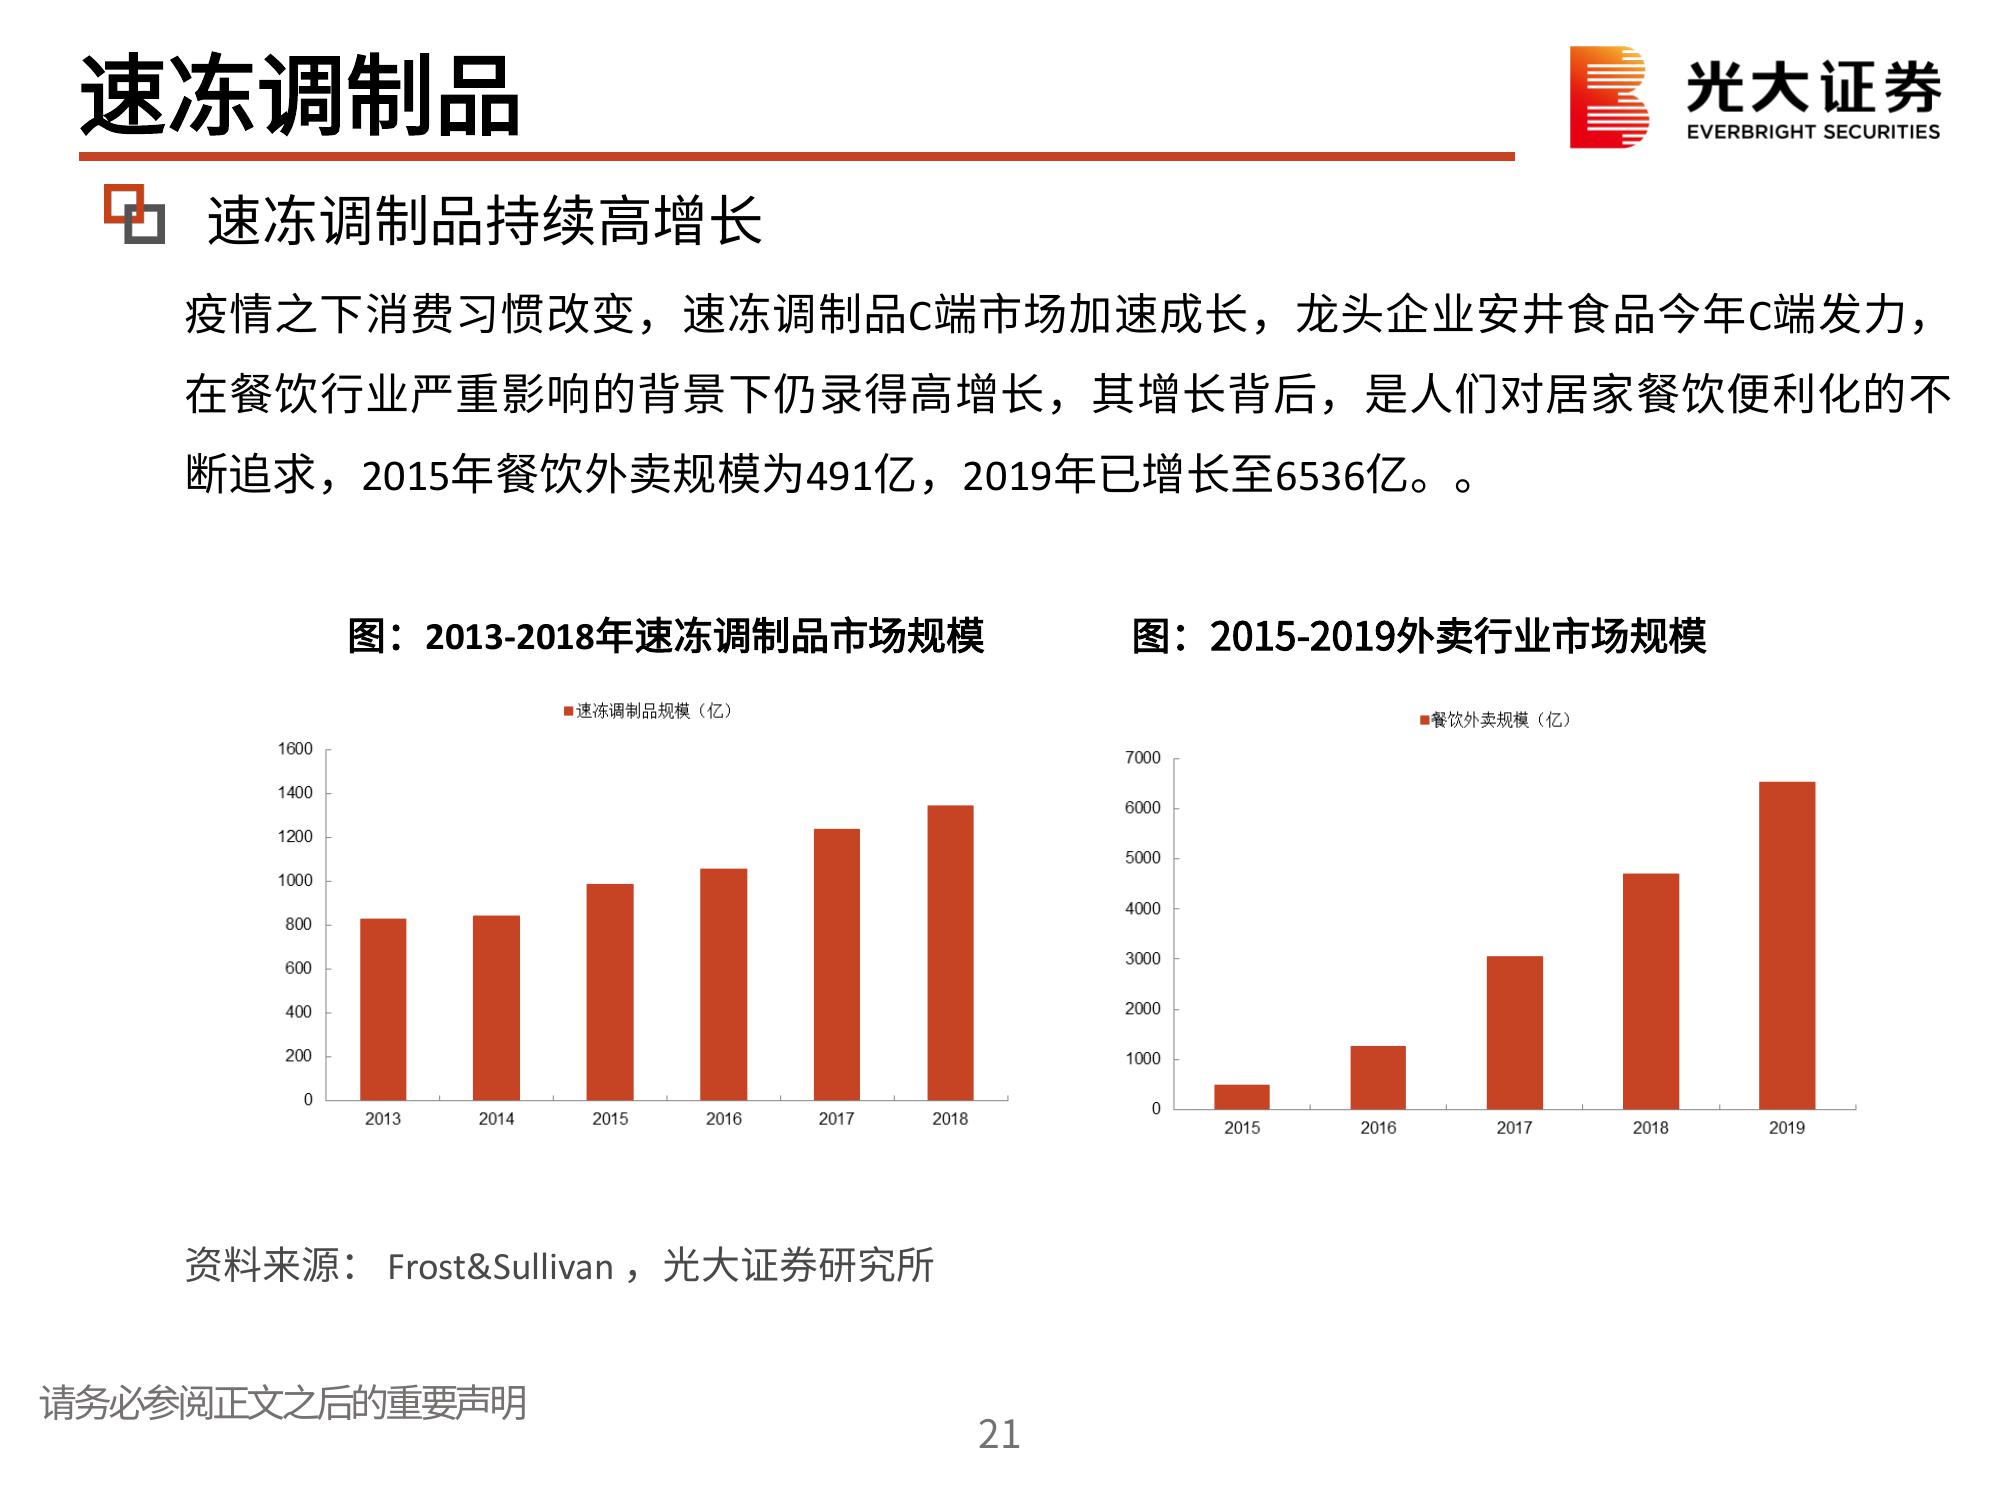 速冻调制品
光大证券
EVERBRIGHT SECURITIES
速冻调制品持续高增长
疫情之下消费习惯改变，速冻调制品C端市场加速成长，龙头企业安井食品今年C端发力，
在餐饮行业严重影响的背景下仍录得高增长，其增长背后，是人们对居家餐饮便利化的不
断追求，2015年餐饮外卖规模为491亿，2019年已增长至6536亿。。
图：2013-2018年速冻调制品市场规模
速冻调制品规模（亿）
1600
1400
1200
1000
800
600
400
200
0
2013 2014 2015 2016 2017 2018
图：2015-2019外卖行业市场规模
餐饮外卖规模（亿）
7000
6000
5000
4000
3000
2000
1000
0
2015 2016 2017 2018 2019
资料来源： Frost&Sullivan ，光大证券研究所
请务必参阅正文之后的重要声明
21